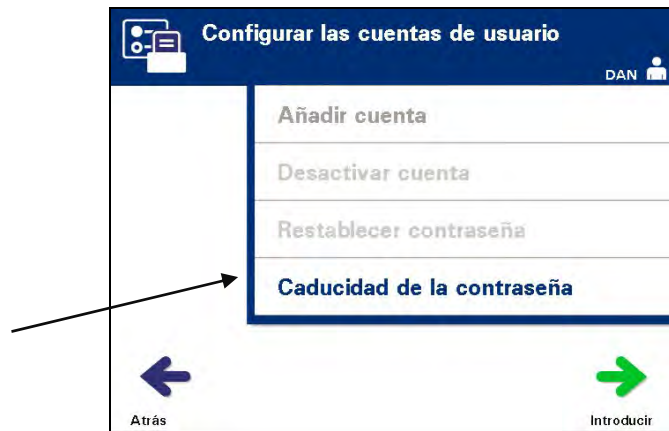 Configurar las cuentas de usuario
DAN
Añadir cuenta
Desactivar cuenta
Restablecer contraseña
Caducidad de la contraseña
Atrás
Introducir